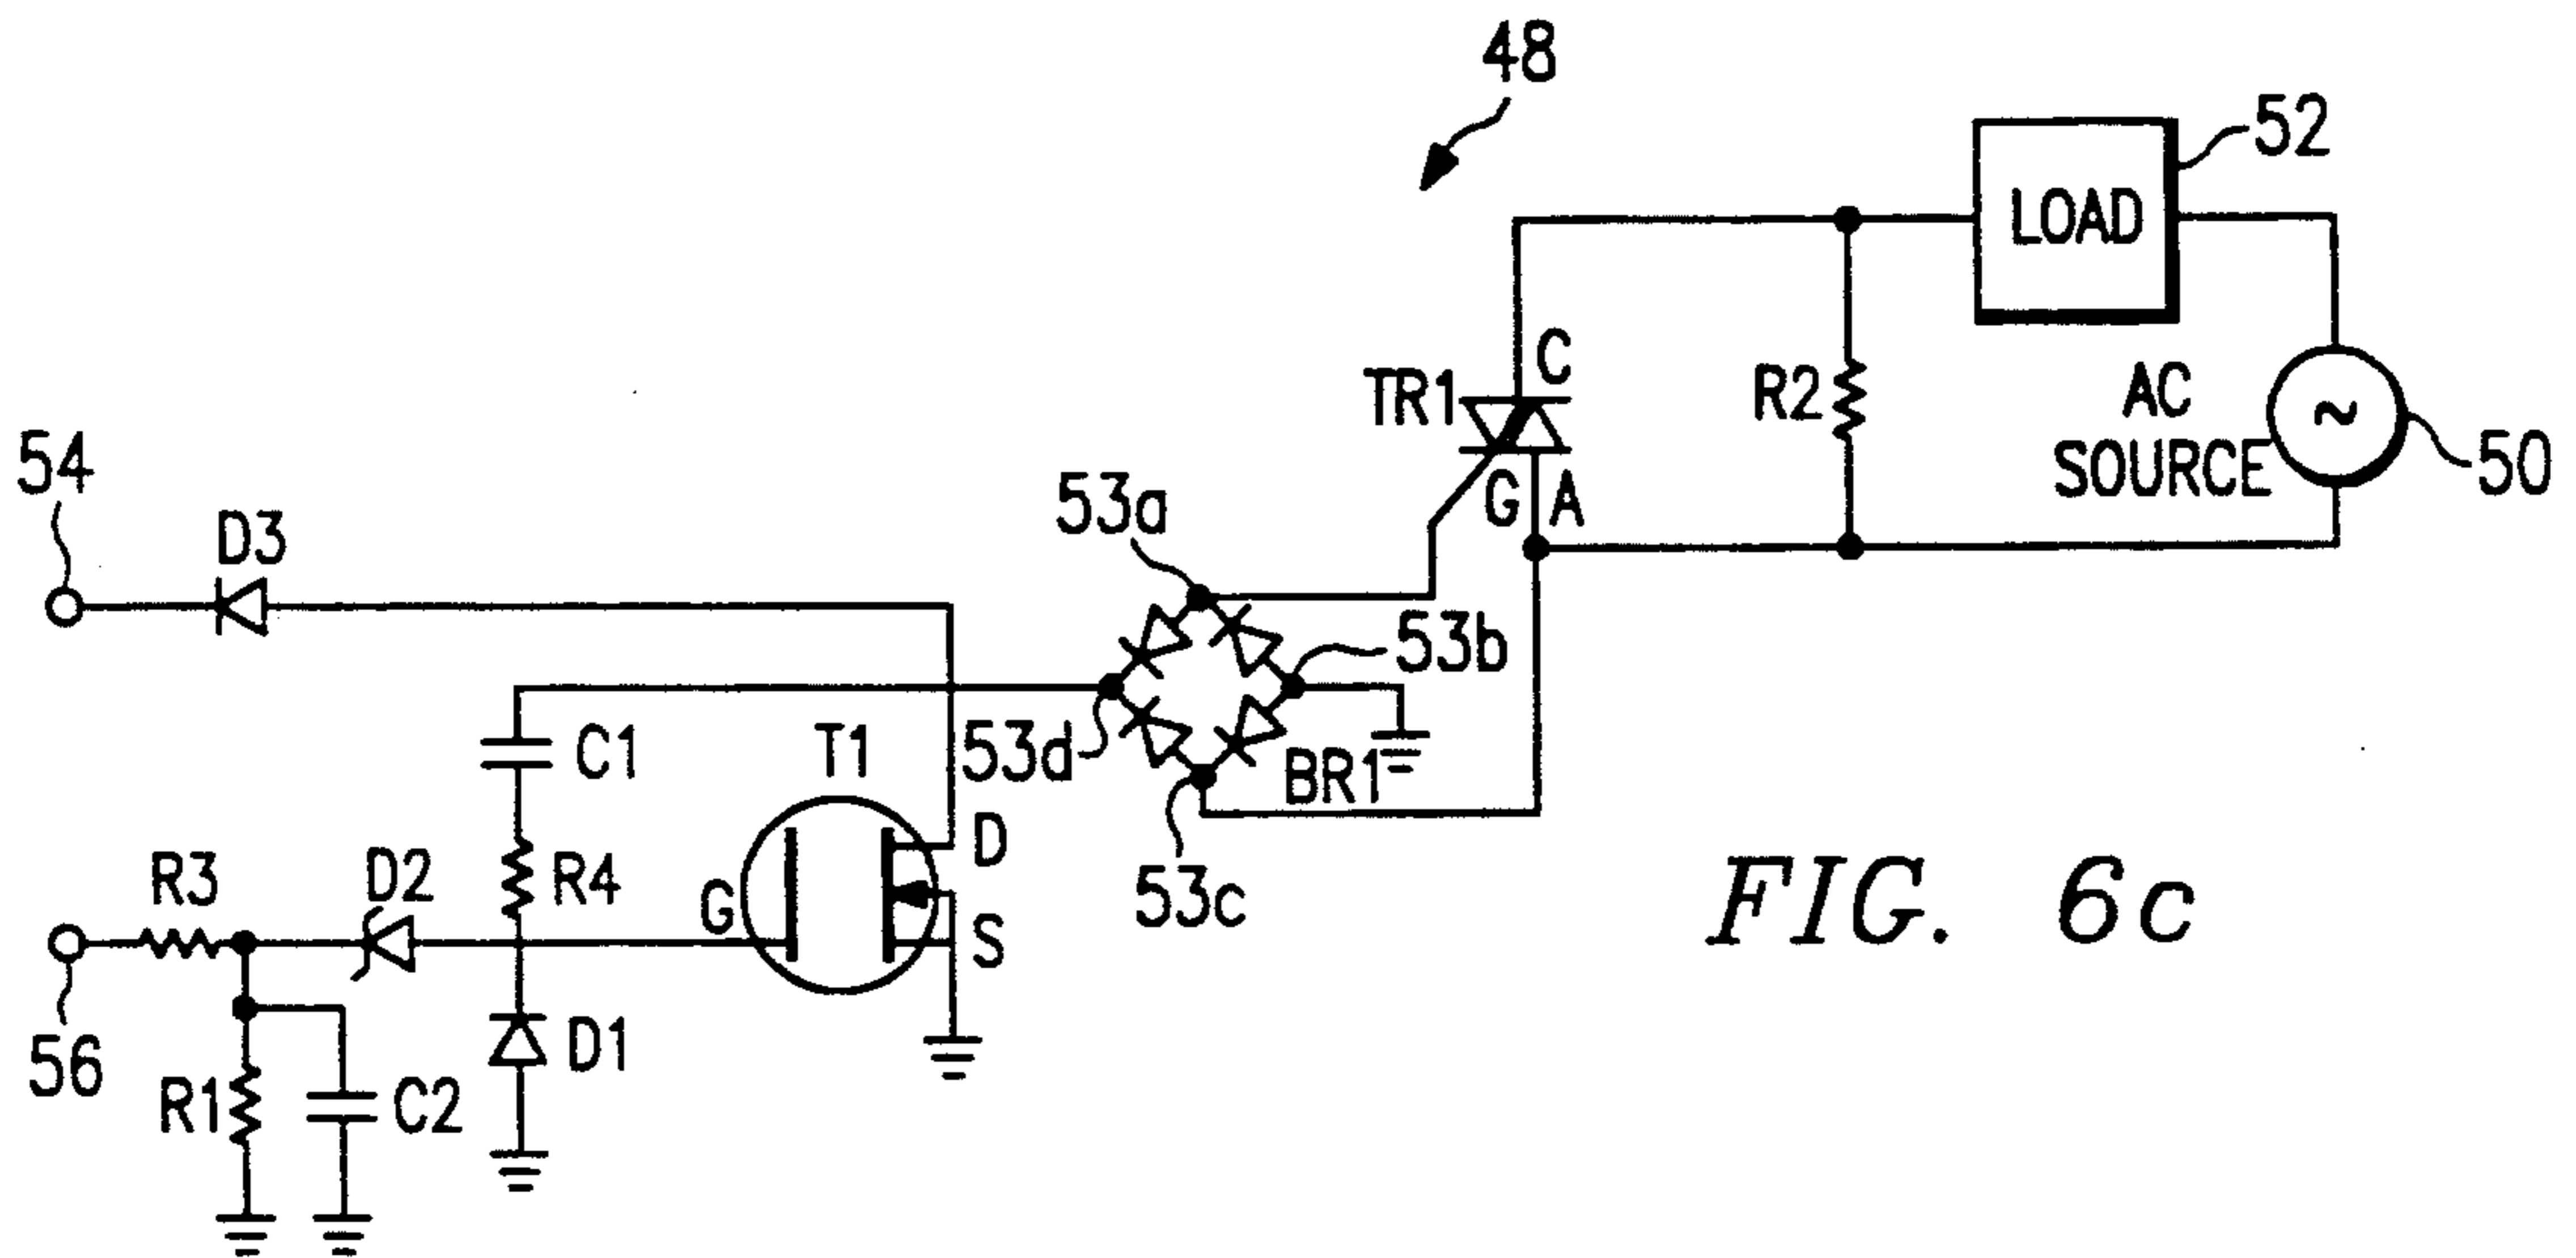 48
52
LOAD
C
TR1
R2
AC
SOURCE
~
50
54
D3
53a
G A
53b
C1
T1
53d
BR1
D
R3
D2
R4
G
53c
S
FIG. 6c
56
D1
R1
C2